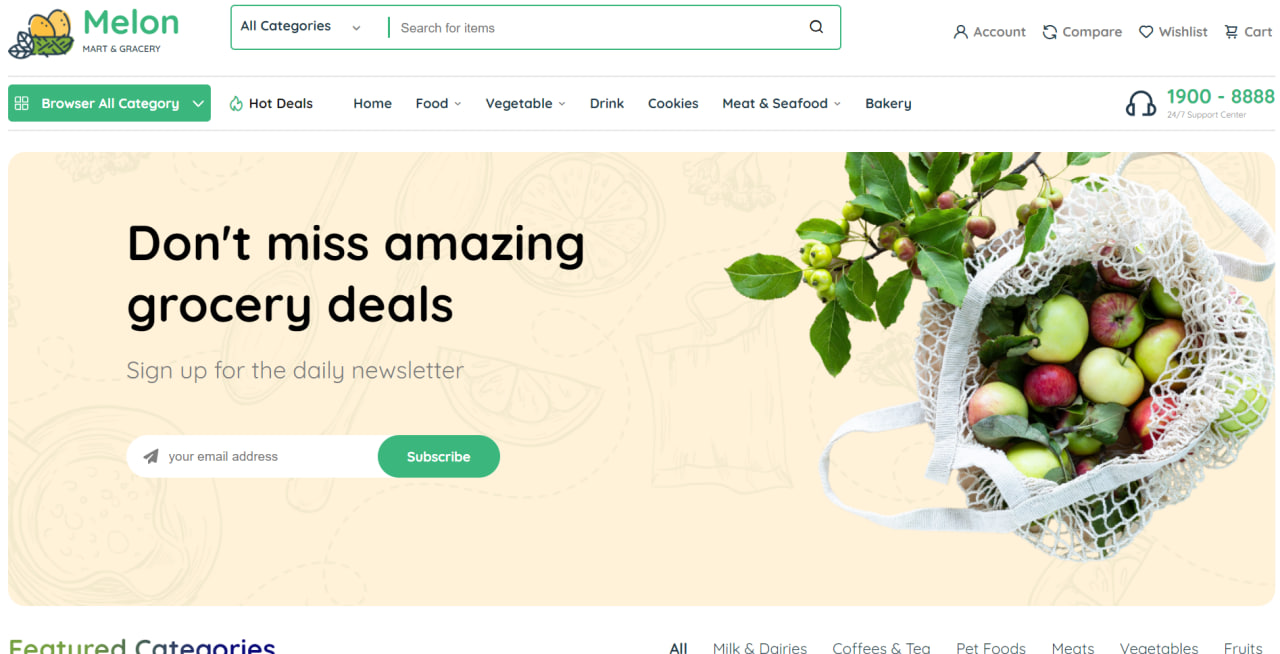 Melon
MART & GRACERY
All Categories
Search for items
Account
Compare
Wishlist
Cart
Browser All Category
Hot Deals
Home
Food
Vegetable
Drink
Cookies
Meat & Seafood
Bakery
1900 - 8888
24/7 Support Center
Don't miss amazing
grocery deals
Sign up for the daily newsletter
your email address
Subscribe
Featured Categories
All
Milk & Dairies
Coffees & Tea
Pet Foods
Meats
Vegetables
Fruits